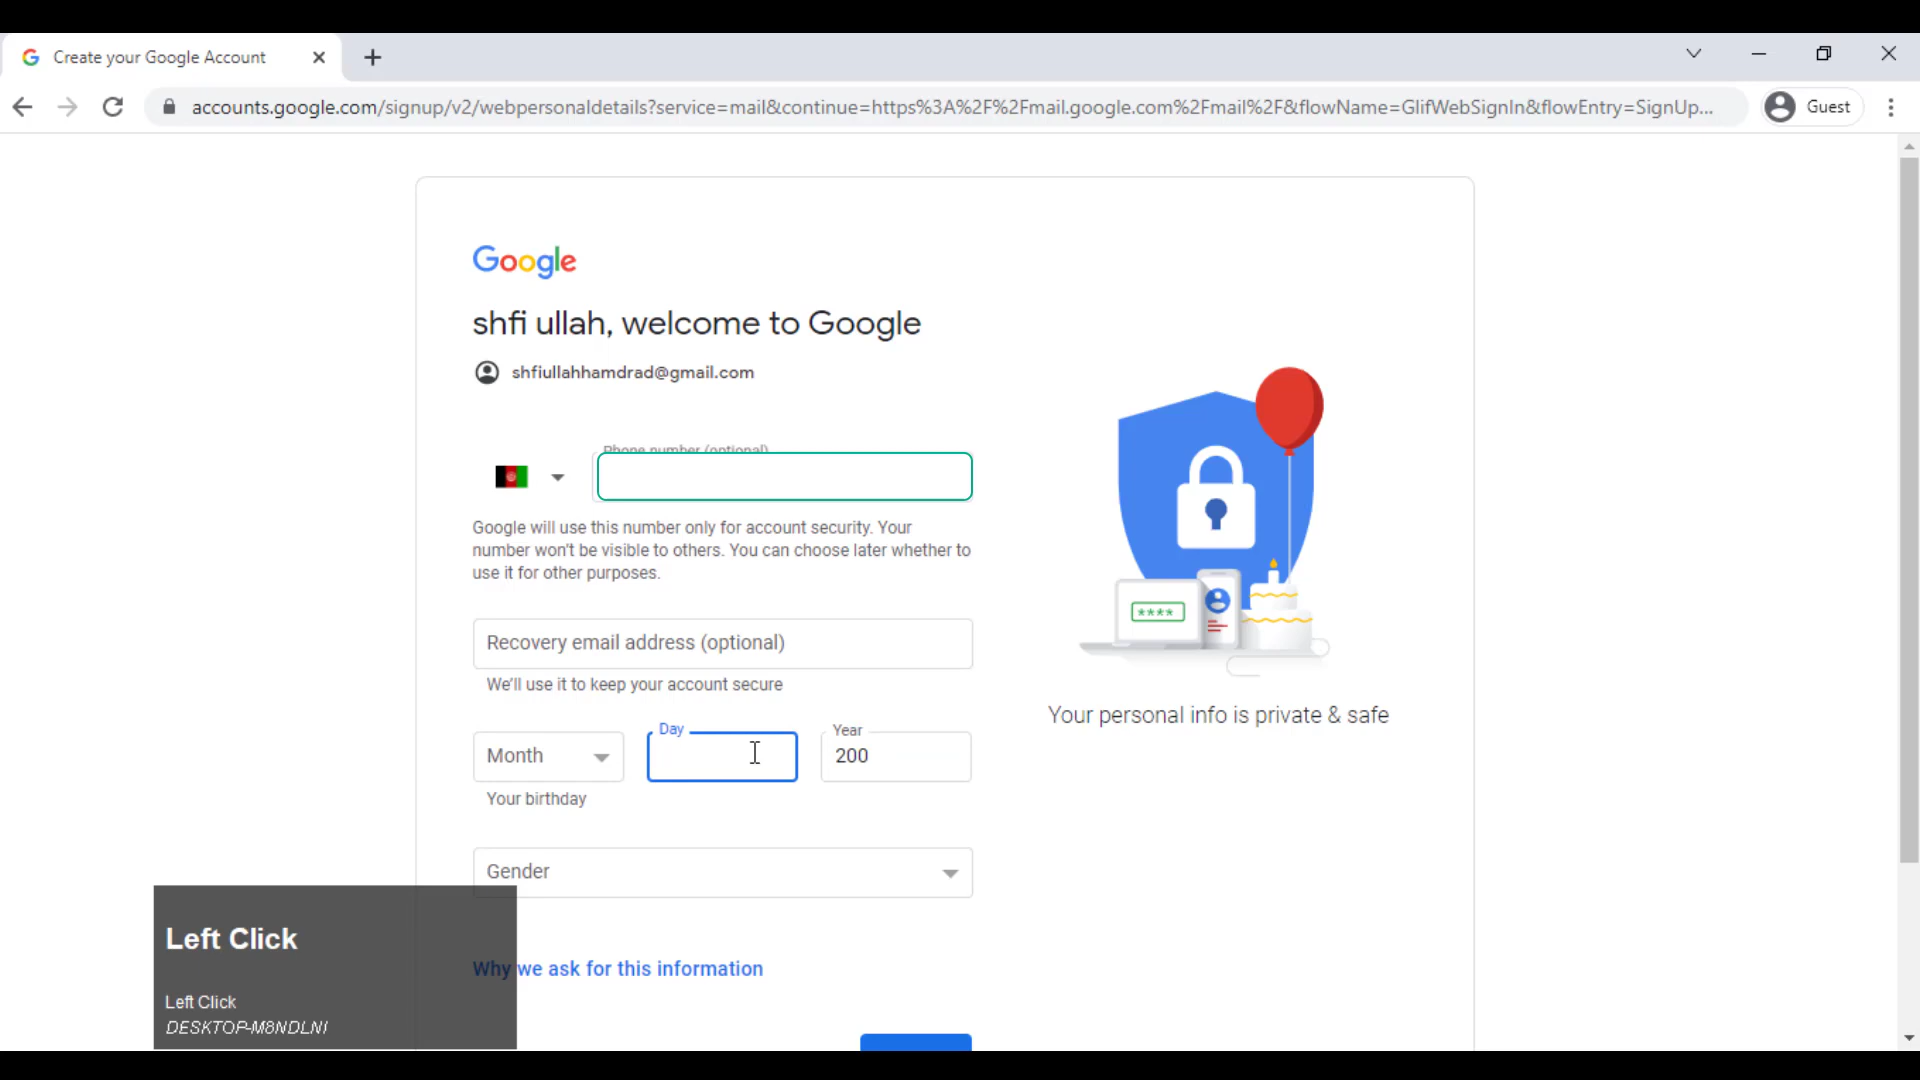 Create your Google Account
accounts.google.com/signup/v2/webpersonaldetails?service=mail&continue=https%3A%2F%2Fmail.google.com%2Fmail%2F&flowName=GlifWebSignIn&flowEntry=SignUp...
Guest
Google
shfi ullah, welcome to Google
shfiullahhamdrad@gmail.com
Phone number (optional)
Google will use this number only for account security. Your
number won't be visible to others. You can choose later whether to
use it for other purposes.
Recovery email address (optional)
We'll use it to keep your account secure
Month
Day
Year
200
Your birthday
Gender
Why we ask for this information
****
Your personal info is private & safe
Left Click
Left Click
DESKTOP-M8NDLNI